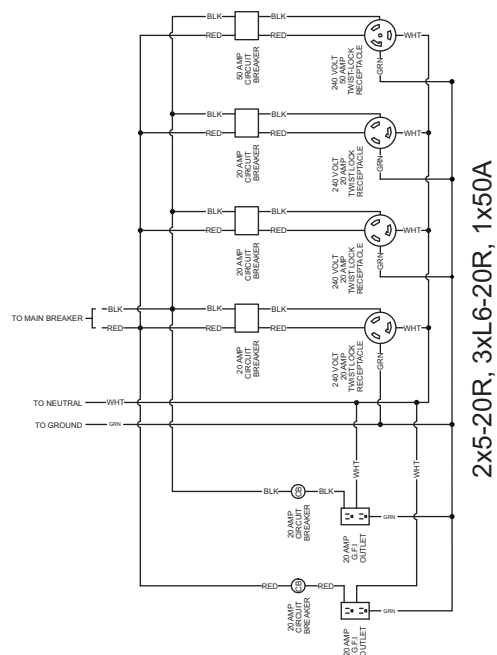 BLK
BLK
RED
RED
WHT
GRN
50 AMP
CIRCUIT
BREAKER
240 VOLT
50 AMP
TWIST-LOCK
RECEPTACLE
BLK
BLK
RED
RED
WHT
GRN
20 AMP
CIRCUIT
BREAKER
240 VOLT
20 AMP
TWIST LOCK
RECEPTACLE
BLK
BLK
RED
RED
WHT
GRN
20 AMP
CIRCUIT
BREAKER
240 VOLT
20 AMP
TWIST LOCK
RECEPTACLE
TO MAIN BREAKER
BLK
RED
BLK
BLK
RED
RED
WHT
GRN
20 AMP
CIRCUIT
BREAKER
240 VOLT
20 AMP
TWIST LOCK
RECEPTACLE
TO NEUTRAL
WHT
TO GROUND
GRN
WHT
WHT
BLK
CB
BLK
GRN
20 AMP
CIRCUIT
BREAKER
20 AMP
G.F.I
OUTLET
RED
CB
RED
GRN
20 AMP
CIRCUIT
BREAKER
20 AMP
G.F.I
OUTLET
2x5-20R, 3xL6-20R, 1x50A